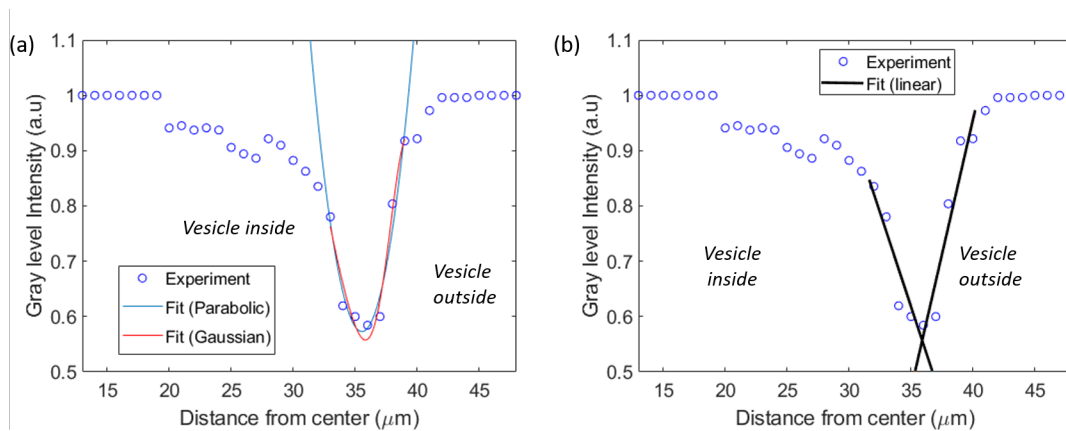 (a)
1.1
1
0.9
0.8
0.7
0.6
0.5
Gray level Intensity (a.u)
Vesicle inside
Vesicle
outside
Experiment
Fit (Parabolic)
Fit (Gaussian)
15 20 25 30 35 40 45
Distance from center (μm)
(b)
1.1
1
0.9
0.8
0.7
0.6
0.5
Gray level Intensity (a.u)
Experiment
Fit (linear)
Vesicle
inside
Vesicle
outside
15 20 25 30 35 40 45
Distance from center (μm)